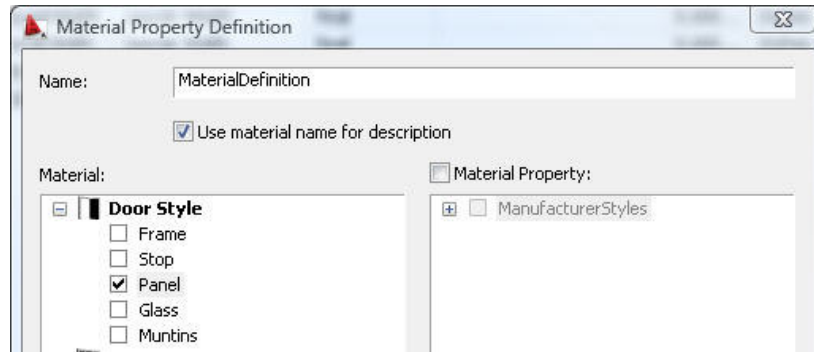 Material Property Definition
Name:
MaterialDefinition
Use material name for description
Material:
Material Property:
Door Style
ManufacturerStyles
Frame
Stop
Panel
Glass
Muntins